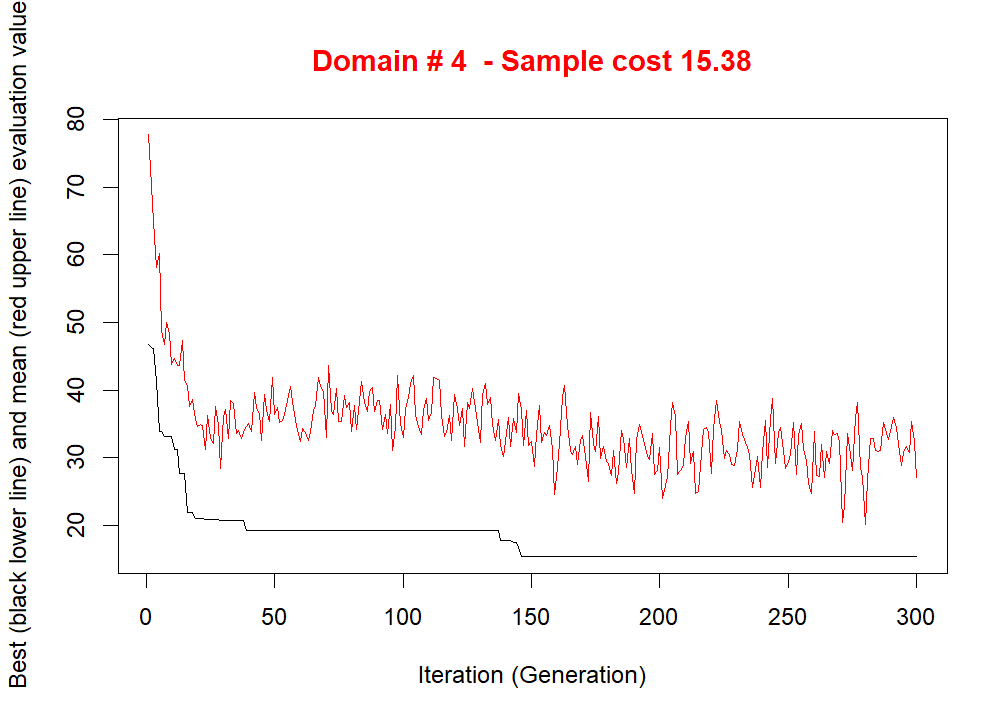 Domain # 4  - Sample cost 15.38
Best (black lower line) and mean (red upper line) evaluation value
80
70
60
50
40
30
20
0 50 100 150 200 250 300
Iteration (Generation)